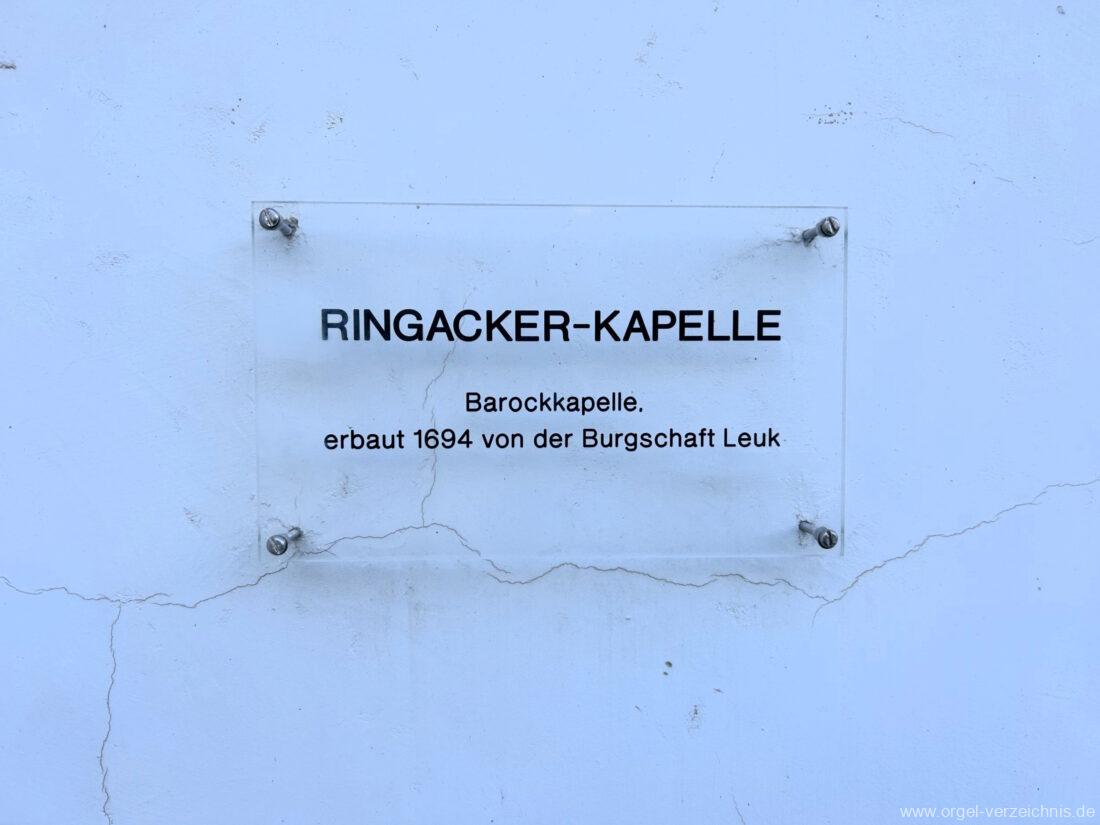 RINGACKER-KAPELLE
Barockkapelle.
erbaut 1694 von der Burgschaft Leuk
www.orgel-verzeichnis.de